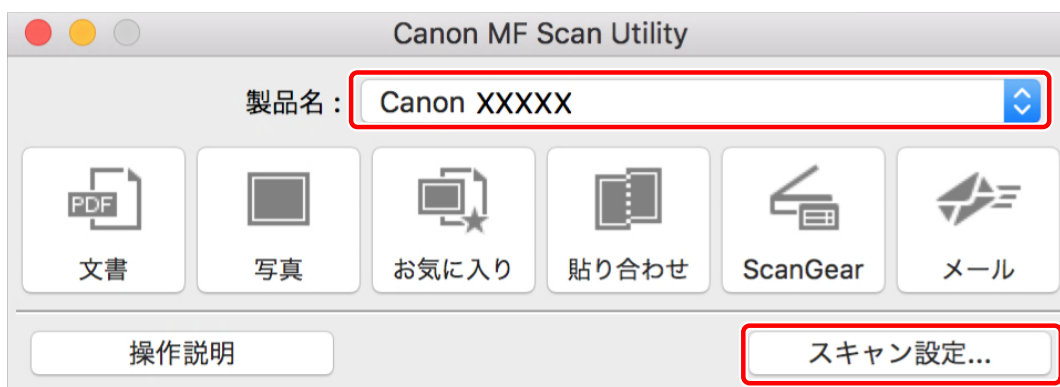 Canon MF Scan Utility
製品名： Canon XXXXX
PDF
文書 写真 お気に入り 貼り合わせ ScanGear メール
操作説明 スキャン設定...